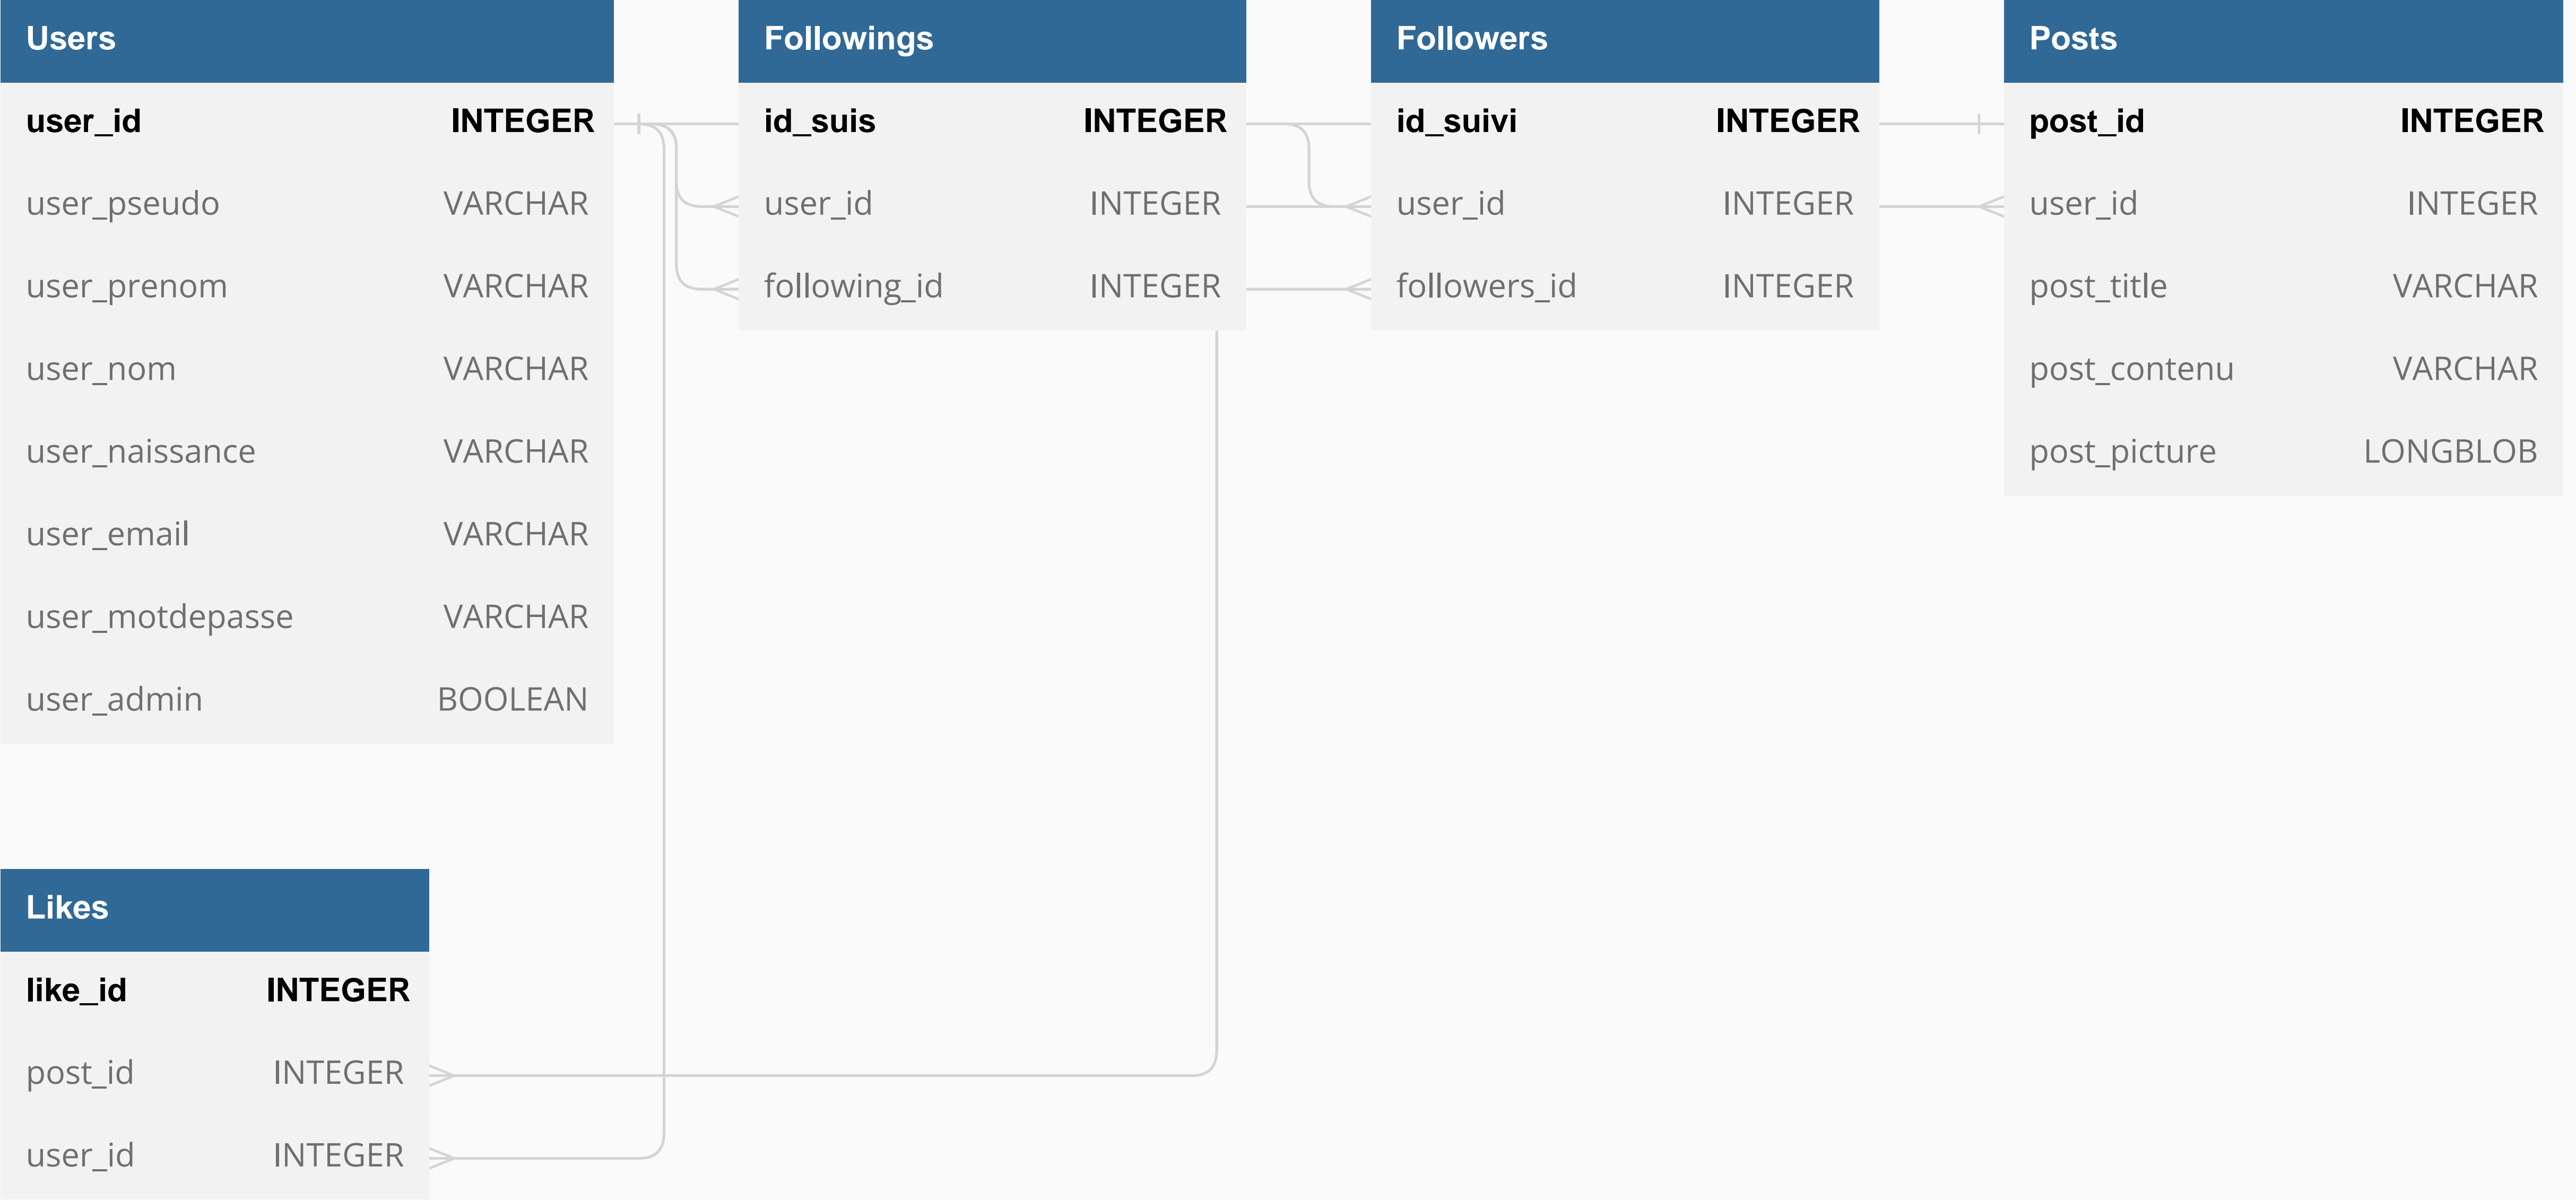 Users
user_id INTEGER
user_pseudo VARCHAR
user_prenom VARCHAR
user_nom VARCHAR
user_naissance VARCHAR
user_email VARCHAR
user_motdepasse VARCHAR
user_admin BOOLEAN
Followings
id_suis INTEGER
user_id INTEGER
following_id INTEGER
Followers
id_suivi INTEGER
user_id INTEGER
followers_id INTEGER
Posts
post_id INTEGER
user_id INTEGER
post_title VARCHAR
post_contenu VARCHAR
post_picture LONGBLOB
Likes
like_id INTEGER
post_id INTEGER
user_id INTEGER